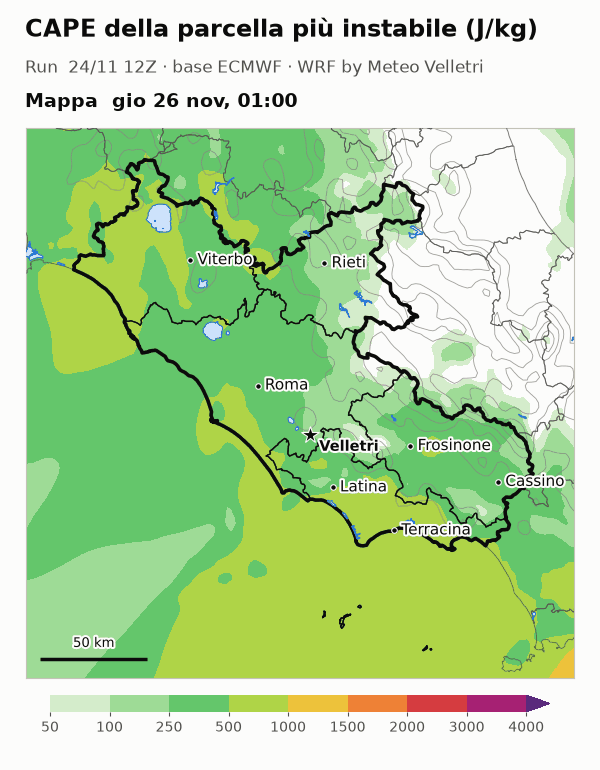 CAPE della parcella più instabile (J/kg)
Run  24/11 12Z · base ECMWF · WRF by Meteo Velletri
Mappa  gio 26 nov, 01:00
Viterbo
Rieti
Roma
Velletri
Frosinone
Cassino
Latina
Terracina
50 km
50 100 250 500 1000 1500 2000 3000 4000